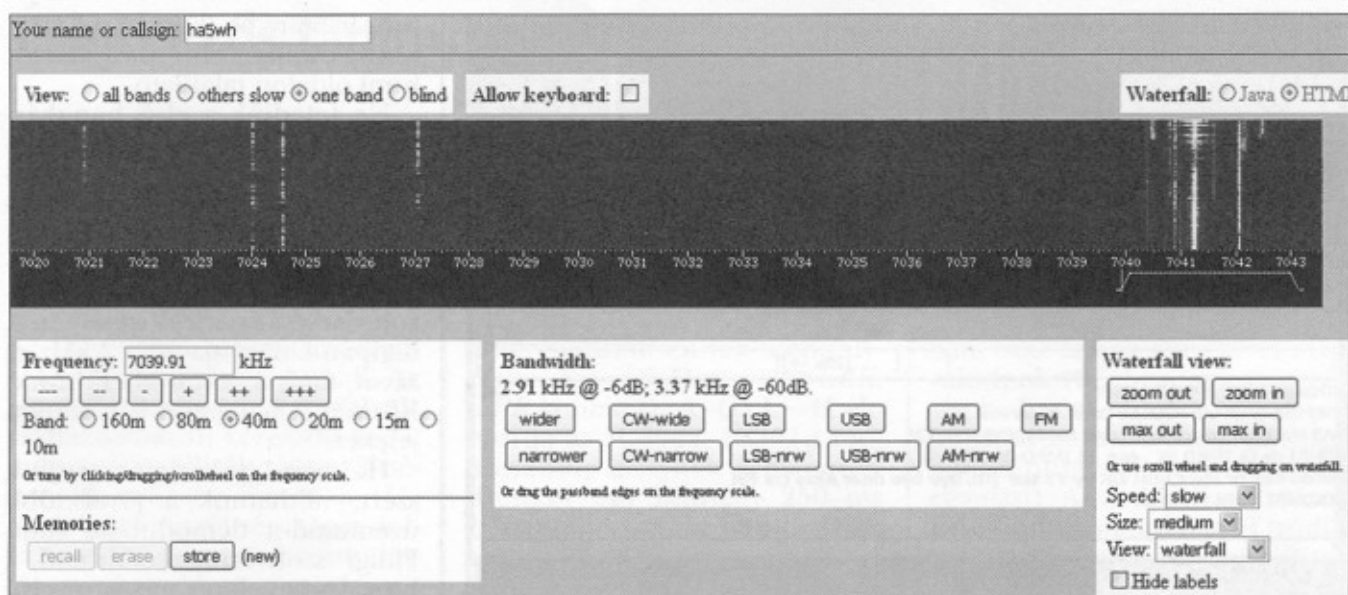 Your name or callsign: ha5wh
View: all bands others slow one band blind Allow keyboard: Waterfall: Java HTM
7020 7021 7022 7023 7024 7025 7026 7027 7028 7029 7030 7031 7032 7033 7034 7035 7036 7037 7038 7039 7040 7041 7042 7043
Frequency: 7039.91 kHz
--- -- - + ++ +++
Band: 160m 80m 40m 20m 15m
10m
Or tune by clicking/dragging/scrollwheel on the frequency scale.
Memories:
recall erase store (new)
Bandwidth:
2.91 kHz @ -6dB; 3.37 kHz @ -60dB.
wider CW-wide LSB USB AM FM
narrower CW-narrow LSB-nrw USB-nrw AM-nrw
Or drag the passband edges on the frequency scale.
Waterfall view:
zoom out zoom in
max out max in
Or use scroll wheel and dragging on waterfall.
Speed: slow
Size: medium
View: waterfall
Hide labels